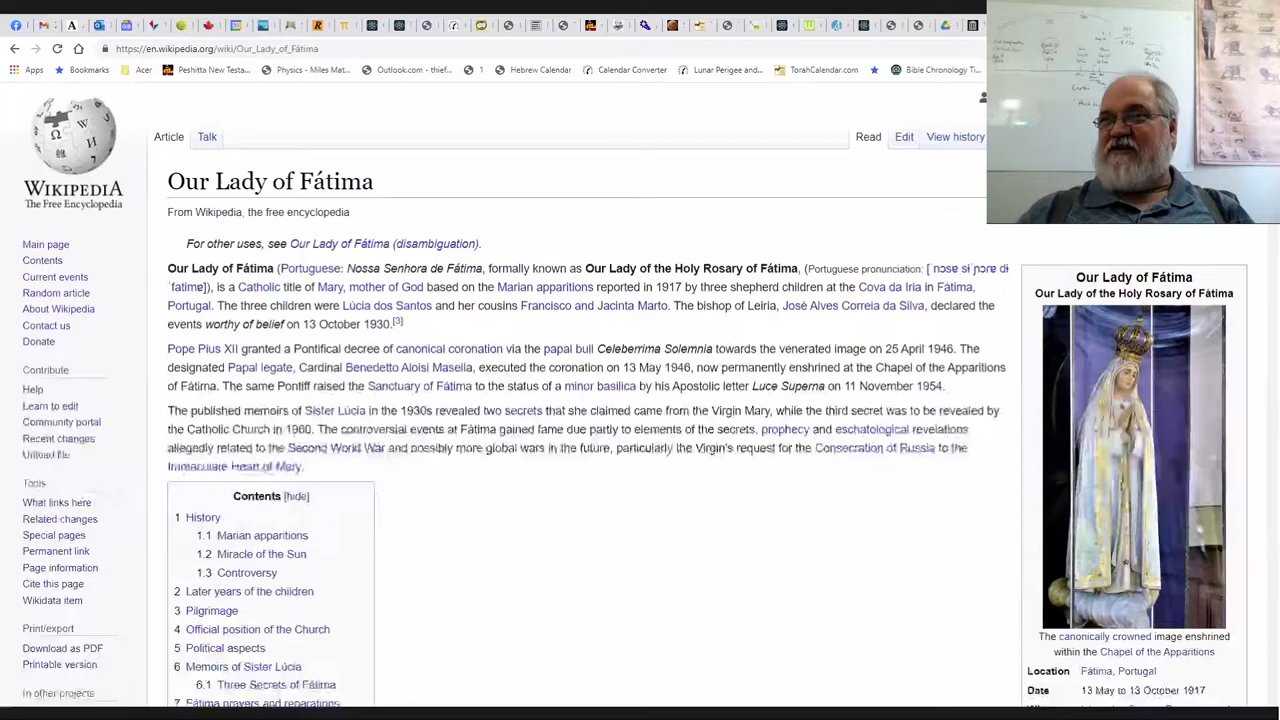 https://en.wikipedia.org/wiki/Our_Lady_of_Fátima
Apps Bookmarks Acer Peshitta New Testa... Physics - Miles Mat... Outlook.com - thief... 1 Hebrew Calendar Calendar Converter Lunar Perigee and... TorahCalendar.com Bible Chronology Ti...
WIKIPEDIA
The Free Encyclopedia
Main page
Contents
Current events
Random article
About Wikipedia
Contact us
Donate
Contribute
Help
Learn to edit
Community portal
Recent changes
Upload file
Tools
What links here
Related changes
Special pages
Permanent link
Page information
Cite this page
Wikidata item
Print/export
Download as PDF
Printable version
In other projects
Article Talk Read Edit View history
Our Lady of Fátima
From Wikipedia, the free encyclopedia
For other uses, see Our Lady of Fátima (disambiguation).
Our Lady of Fátima (Portuguese: Nossa Senhora de Fátima, formally known as Our Lady of the Holy Rosary of Fátima, (Portuguese pronunciation: [ˈnɔsɐ sɨˈɲoɾɐ dɨ
ˈfatimɐ]), is a Catholic title of Mary, mother of God based on the Marian apparitions reported in 1917 by three shepherd children at the Cova da Iria in Fátima,
Portugal. The three children were Lúcia dos Santos and her cousins Francisco and Jacinta Marto. The bishop of Leiria, José Alves Correia da Silva, declared the
events worthy of belief on 13 October 1930.[3]
Pope Pius XII granted a Pontifical decree of canonical coronation via the papal bull Celeberrima Solemnia towards the venerated image on 25 April 1946. The
designated Papal legate, Cardinal Benedetto Aloisi Masella, executed the coronation on 13 May 1946, now permanently enshrined at the Chapel of the Apparitions
of Fátima. The same Pontiff raised the Sanctuary of Fátima to the status of a minor basilica by his Apostolic letter Luce Superna on 11 November 1954.
The published memoirs of Sister Lúcia in the 1930s revealed two secrets that she claimed came from the Virgin Mary, while the third secret was to be revealed by
the Catholic Church in 1960. The controversial events at Fátima gained fame due partly to elements of the secrets, prophecy and eschatological revelations
allegedly related to the Second World War and possibly more global wars in the future, particularly the Virgin's request for the Consecration of Russia to the
Immaculate Heart of Mary.
Contents [hide]
1 History
1.1 Marian apparitions
1.2 Miracle of the Sun
1.3 Controversy
2 Later years of the children
3 Pilgrimage
4 Official position of the Church
5 Political aspects
6 Memoirs of Sister Lúcia
6.1 Three Secrets of Fátima
7 Fátima prayers and reparations
Our Lady of Fátima
Our Lady of the Holy Rosary of Fátima
The canonically crowned image enshrined
within the Chapel of the Apparitions
Location Fátima, Portugal
Date 13 May to 13 October 1917